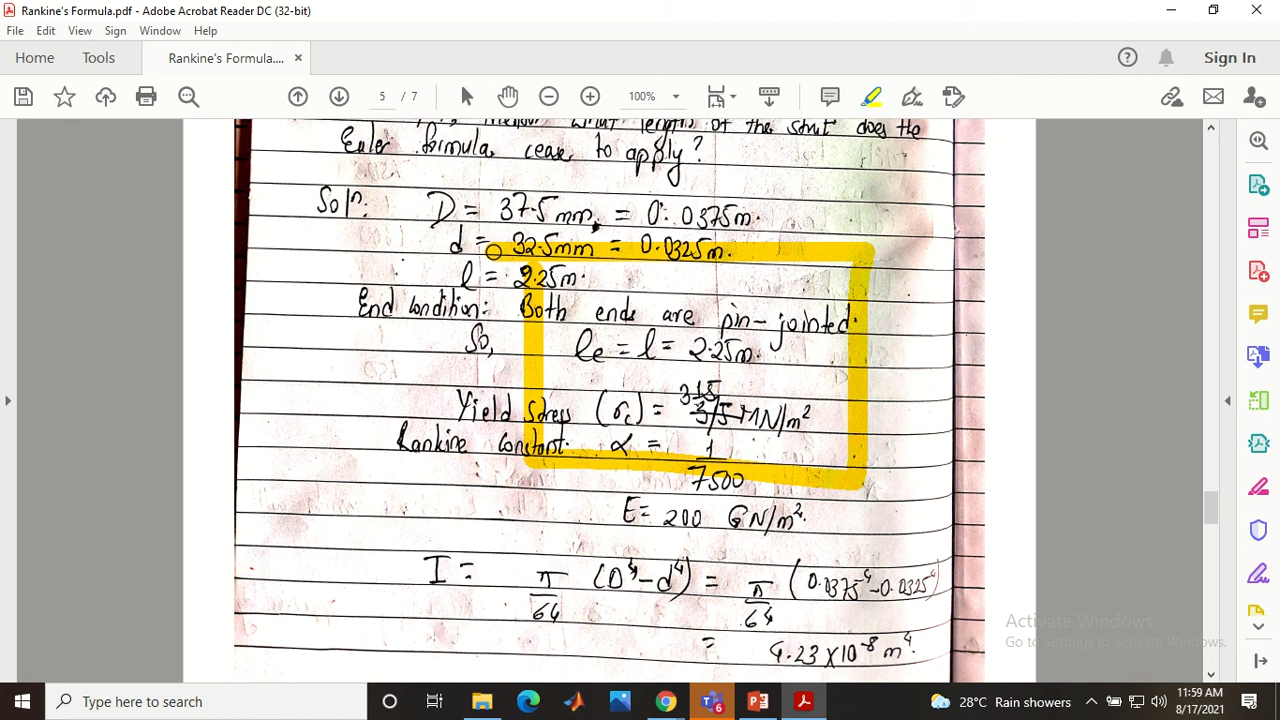 Rankine's Formula.pdf - Adobe Acrobat Reader DC (32-bit)
File Edit View Sign Window Help
Home Tools Rankine's Formula.... × Sign In
5 / 7 100%
what length of the strut does the
Euler formula cease to apply?
Soln: D = 37.5mm, = 0.0375m.
d = 32.5mm = 0.0325m.
l = 2.25m.
End Condition: Both ends are pin-jointed.
So, le = l = 2.25m.
315
Yield stress (σc) = MN/m²
Rankine constant. α = 1
7500
E = 200 GN/m².
I = π (D⁴-d⁴) = π (0.0375⁴-0.0325⁴)
64 64
= 4.23 X10⁻⁸ m⁴.
Activate Windows
Go to Settings to activate Windows.
Type here to search
6
28°C Rain showers
11:59 AM
8/17/2021